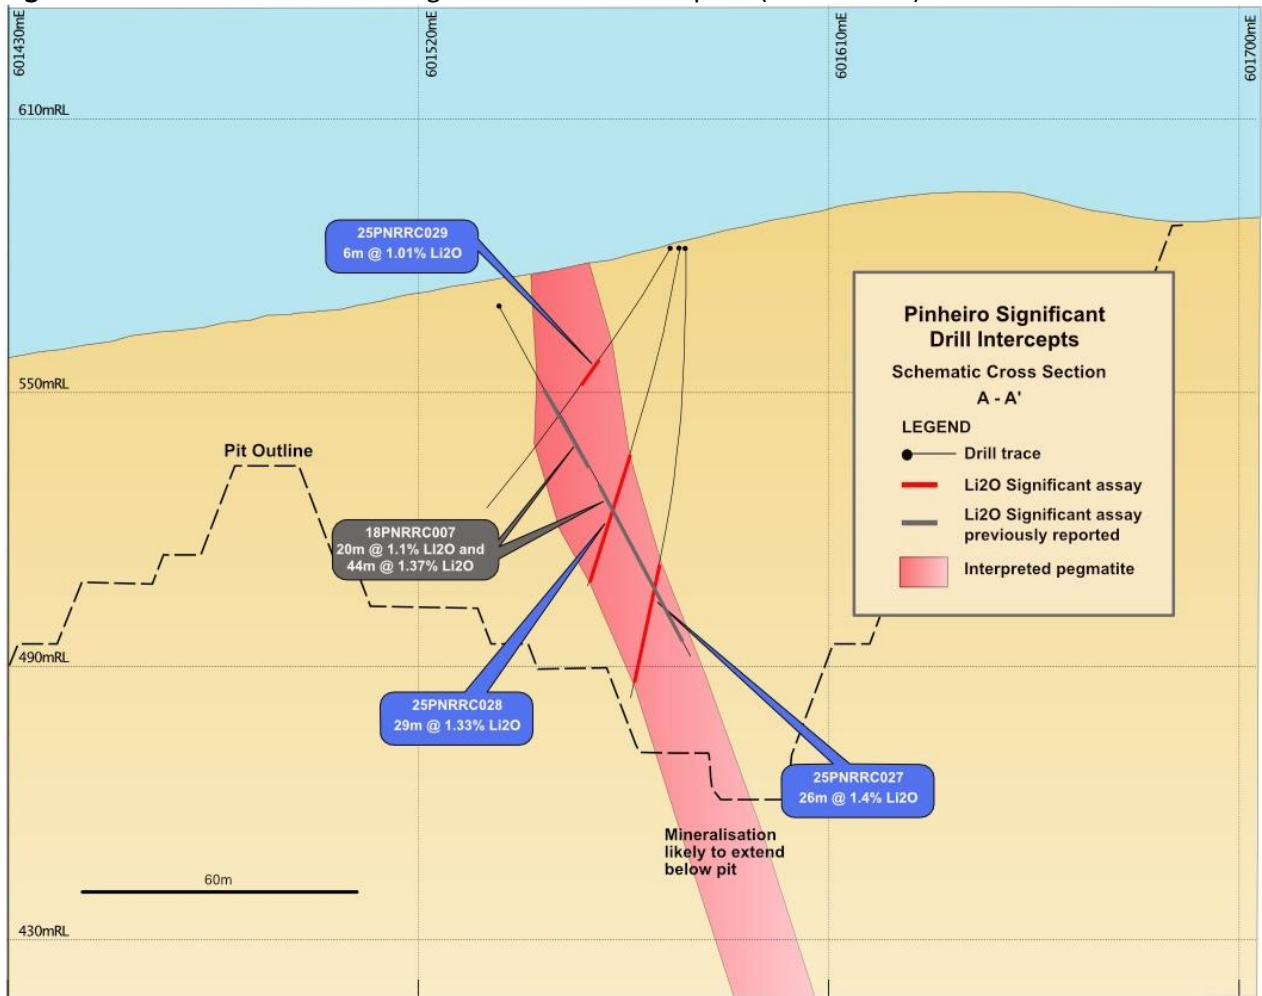 601430mE
601520mE
601610mE
601700mE
610mRL
25PNRRC029
6m @ 1.01% Li2O
Pinheiro Significant
Drill Intercepts
Schematic Cross Section
A - A'
LEGEND
Drill trace
Li2O Significant assay
Li2O Significant assay
previously reported
Interpreted pegmatite
550mRL
Pit Outline
18PNRRC007
20m @ 1.1% LI2O and
44m @ 1.37% Li2O
490mRL
25PNRRC028
29m @ 1.33% Li2O
25PNRRC027
26m @ 1.4% Li2O
Mineralisation
likely to extend
below pit
60m
430mRL